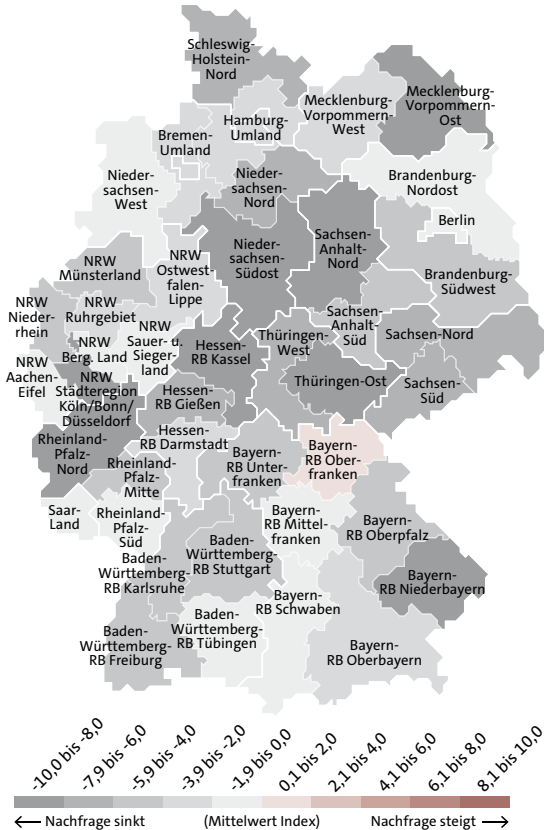 Schleswig-
Holstein-
Nord
Mecklenburg-
Vorpommern-
Ost
Mecklenburg-
Vorpommern-
West
Hamburg-
Umland
Bremen-
Umland
Nieder-
sachsen-
West
Nieder-
sachsen-
Nord
Brandenburg-
Nordost
Berlin
Nieder-
sachsen-
Südost
Sachsen-
Anhalt-
Nord
NRW
Münsterland
NRW
Ostwest-
falen-
Lippe
Brandenburg-
Südwest
NRW
Nieder-
rhein
NRW
Ruhrgebiet
NRW
Sauer- u.
Sieger-
land
NRW
Berg. Land
Hessen-
RB Kassel
Thüringen-
West
Sachsen-
Anhalt-
Süd
Sachsen-Nord
NRW
Aachen-
Eifel
NRW
Städteregion
Köln/Bonn/
Düsseldorf
Hessen-
RB Gießen
Thüringen-Ost
Sachsen-
Süd
Rheinland-
Pfalz-
Nord
Hessen-
RB Darmstadt
Rheinland-
Pfalz-
Mitte
Bayern-
RB Unter-
franken
Bayern-
RB Ober-
franken
Saar-
Land
Rheinland-
Pfalz-
Süd
Bayern-
RB Mittel-
franken
Bayern-
RB Oberpfalz
Baden-
Württemberg-
RB Karlsruhe
Baden-
Württemberg-
RB Stuttgart
Bayern-
RB Niederbayern
Bayern-
RB Schwaben
Baden-
Württemberg-
RB Tübingen
Baden-
Württemberg-
RB Freiburg
Bayern-
RB Oberbayern
-10,0 bis -8,0
-7,9 bis -6,0
-5,9 bis -4,0
-3,9 bis -2,0
-1,9 bis 0,0
0,1 bis 2,0
2,1 bis 4,0
4,1 bis 6,0
6,1 bis 8,0
8,1 bis 10,0
← Nachfrage sinkt
(Mittelwert Index)
Nachfrage steigt →